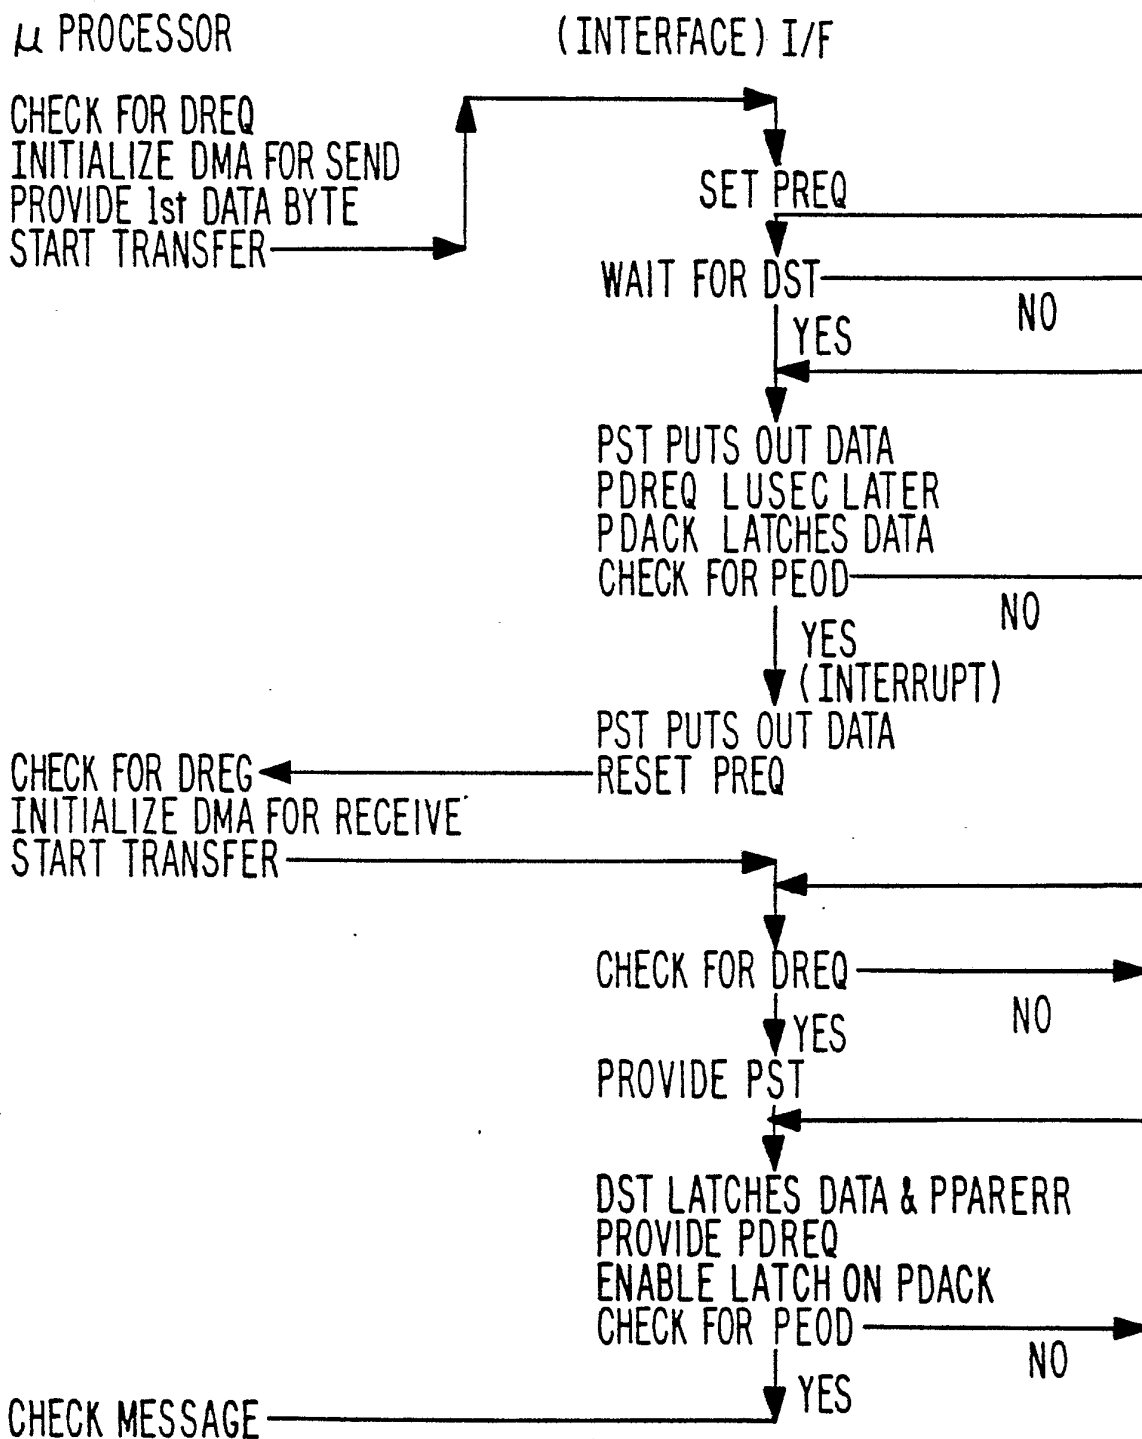 μ PROCESSOR
(INTERFACE) I/F
CHECK FOR DREQ
INITIALIZE DMA FOR SEND
PROVIDE 1st DATA BYTE
START TRANSFER
SET PREQ
WAIT FOR DST
NO
YES
PST PUTS OUT DATA
PDREQ LUSEC LATER
PDACK LATCHES DATA
CHECK FOR PEOD
NO
YES
(INTERRUPT)
PST PUTS OUT DATA
RESET PREQ
CHECK FOR DREG
INITIALIZE DMA FOR RECEIVE
START TRANSFER
CHECK FOR DREQ
NO
YES
PROVIDE PST
DST LATCHES DATA & PPARERR
PROVIDE PDREQ
ENABLE LATCH ON PDACK
CHECK FOR PEOD
NO
YES
CHECK MESSAGE